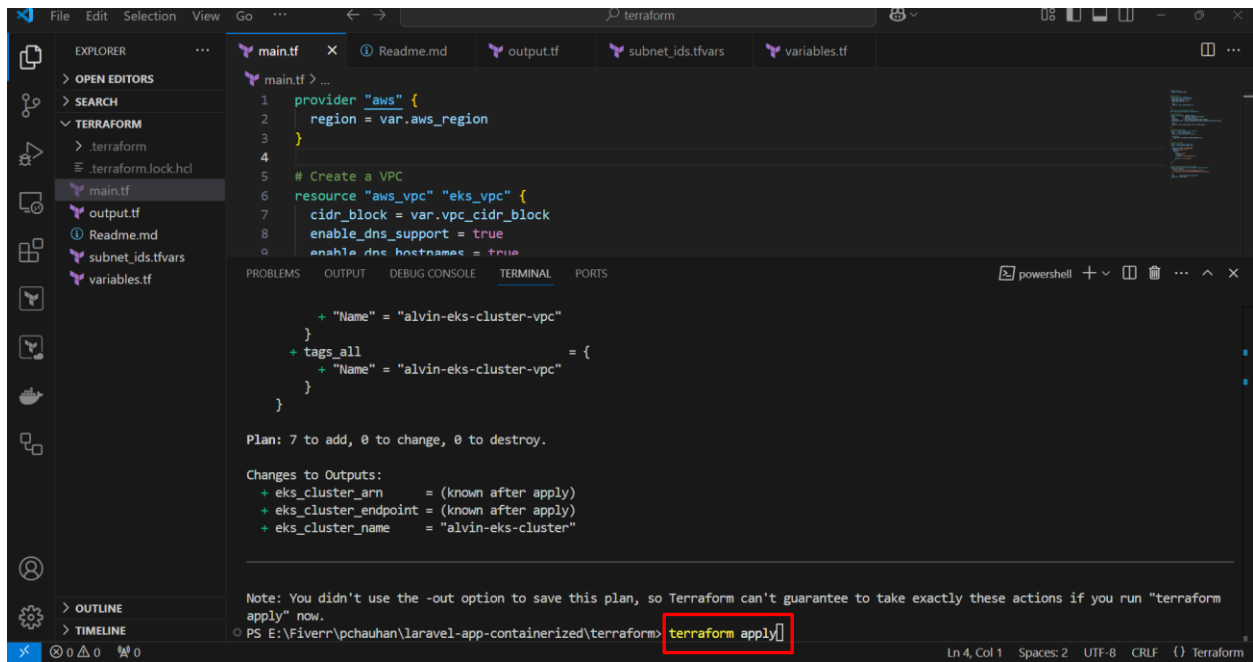 File Edit Selection View Go ...
terraform
EXPLORER
OPEN EDITORS
SEARCH
TERRAFORM
.terraform
.terraform.lock.hcl
main.tf
output.tf
Readme.md
subnet_ids.tfvars
variables.tf
OUTLINE
TIMELINE
main.tf Readme.md output.tf subnet_ids.tfvars variables.tf
main.tf > ...
1 provider "aws" {
2 region = var.aws_region
3 }
4
5 # Create a VPC
6 resource "aws_vpc" "eks_vpc" {
7 cidr_block = var.vpc_cidr_block
8 enable_dns_support = true
9 enable_dns_hostnames = true
PROBLEMS OUTPUT DEBUG CONSOLE TERMINAL PORTS
powershell
+ "Name" = "alvin-eks-cluster-vpc"
}
+ tags_all = {
+ "Name" = "alvin-eks-cluster-vpc"
}
}
Plan: 7 to add, 0 to change, 0 to destroy.
Changes to Outputs:
+ eks_cluster_arn = (known after apply)
+ eks_cluster_endpoint = (known after apply)
+ eks_cluster_name = "alvin-eks-cluster"
Note: You didn't use the -out option to save this plan, so Terraform can't guarantee to take exactly these actions if you run "terraform
apply" now.
PS E:\Fiverr\pchauhan\laravel-app-containerized\terraform> terraform apply
0 0 0 Ln 4, Col 1 Spaces: 2 UTF-8 CRLF {} Terraform